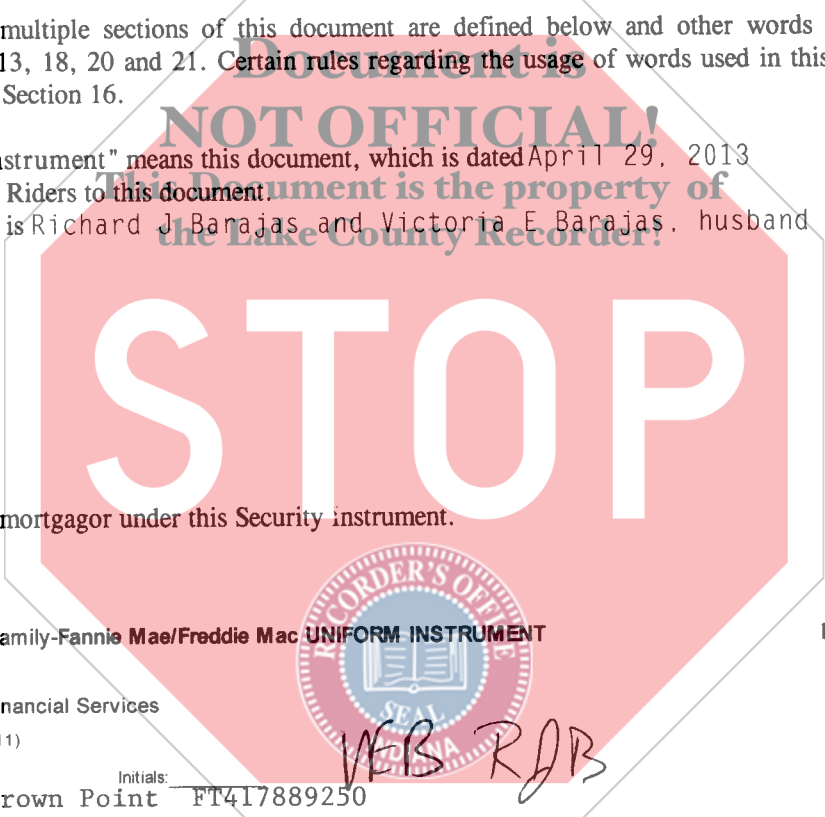 multiple sections of this document are defined below and other words
13, 18, 20 and 21. Certain rules regarding the usage of words used in this
Section 16.
Document is
NOT OFFICIAL!
This Document is the property of
the Lake County Recorder!
nstrument" means this document, which is dated April 29, 2013
Riders to this document.
is Richard J Barajas and Victoria E Barajas, husband
STOP
mortgagor under this Security Instrument.
RECORDER'S OFFICE
SEAL
INDIANA
amily-Fannie Mae/Freddie Mac UNIFORM INSTRUMENT
nancial Services
11)
VEB RJB
Initials:
rown Point FT417889250